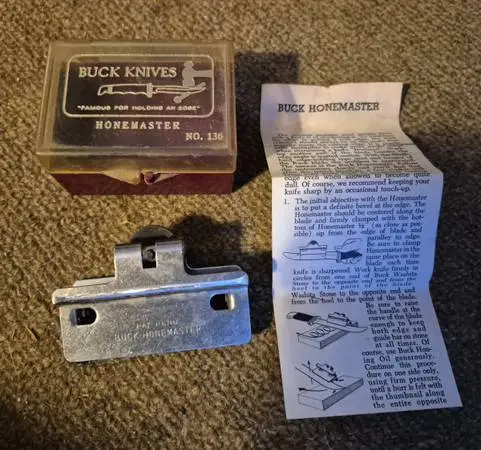 BUCK KNIVES
"FAMOUS FOR HOLDING AN EDGE"
HONEMASTER
NO. 136
PAT. PEND
HONEMASTER
BUCK HONEMASTER
edge even when allowed to become quite
dull. Of course, we recommend keeping your
knife sharp by an occasional touch-up.
1. The initial objective with the Honemaster
is to put a definite bevel at the edge. The
Honemaster should be centered along the
blade and firmly clamped with the bot-
tom of Honemaster (as close as pos-
sible) up from the edge of blade and
parallel to edge.
Be sure to clamp
Honemaster in the
same place on the
blade each time
knife is sharpened. Work knife firmly in
circles from one end of Buck Washita
Stone to the opposite end and from the
heel to the point of the blade
Washita Stone to the opposite end and
from the heel to the point of the blade.
Be sure to raise
the handle at the
curve of the blade
enough to keep
both edge and
guide bar on stone
at all times. Of
course, use Buck Hon-
ing Oil generously.
Continue this proce-
dure on one side only,
using firm pressure,
until a burr is felt with
the thumbnail along
the entire opposite